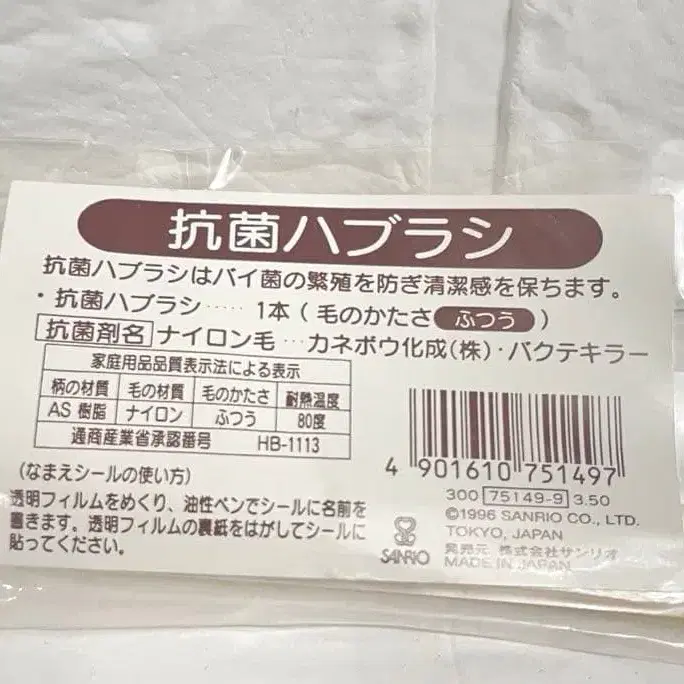 抗菌ハブラシ
抗菌ハブラシはバイ菌の繁殖を防ぎ清潔感を保ちます。
・抗菌ハブラシ‥‥‥1本(毛のかたさ ふつう)
抗菌剤名 ナイロン毛…カネボウ化成(株)・バクテキラー
家庭用品品質表示法による表示
柄の材質 毛の材質 毛のかたさ 耐熱温度
AS 樹脂 ナイロン ふつう 80度
通商産業省承認番号 HB-1113
(なまえシールの使い方)
透明フィルムをめくり、油性ペンでシールに名前を
書きます。透明フィルムの裏紙をはがしてシールに
貼ってください。
4 901610 751497
300 75149-9 3.50
©1996 SANRIO CO., LTD.
TOKYO, JAPAN
発売元 株式会社サンリオ
MADE IN JAPAN
SANRIO